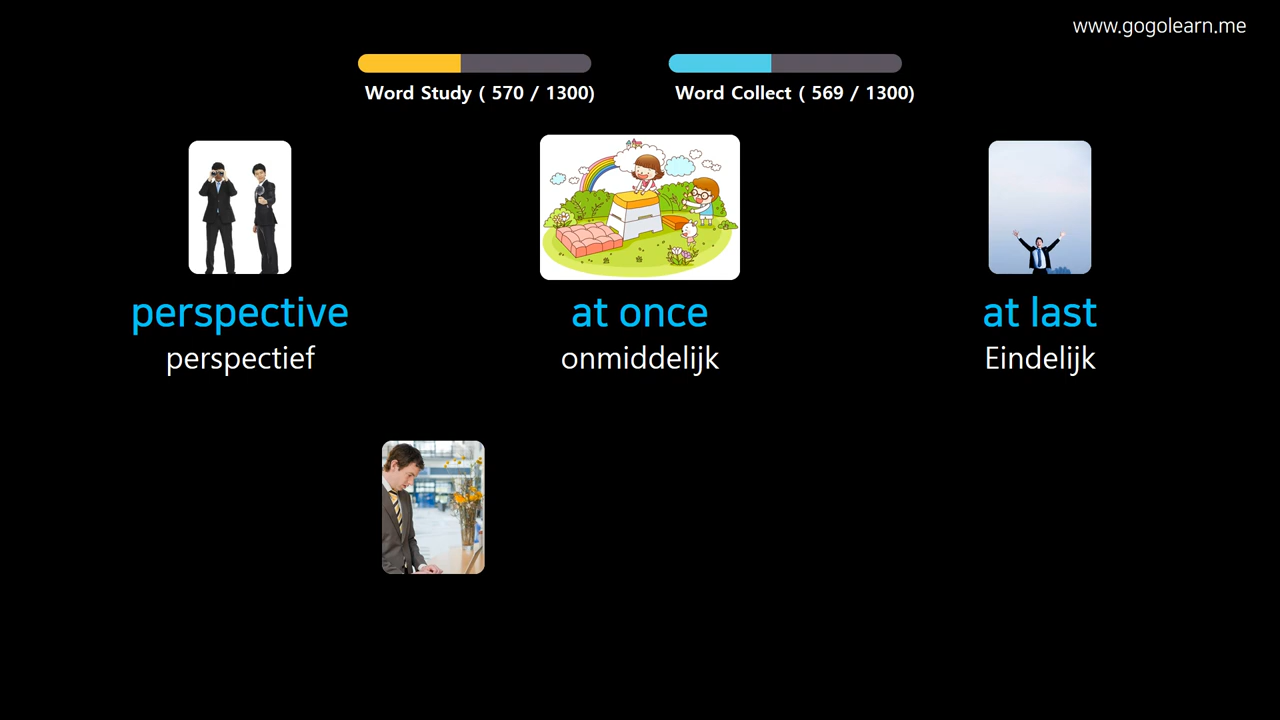 www.gogolearn.me
Word Study ( 570 / 1300)
Word Collect ( 569 / 1300)
perspective
perspectief
at once
onmiddelijk
at last
Eindelijk